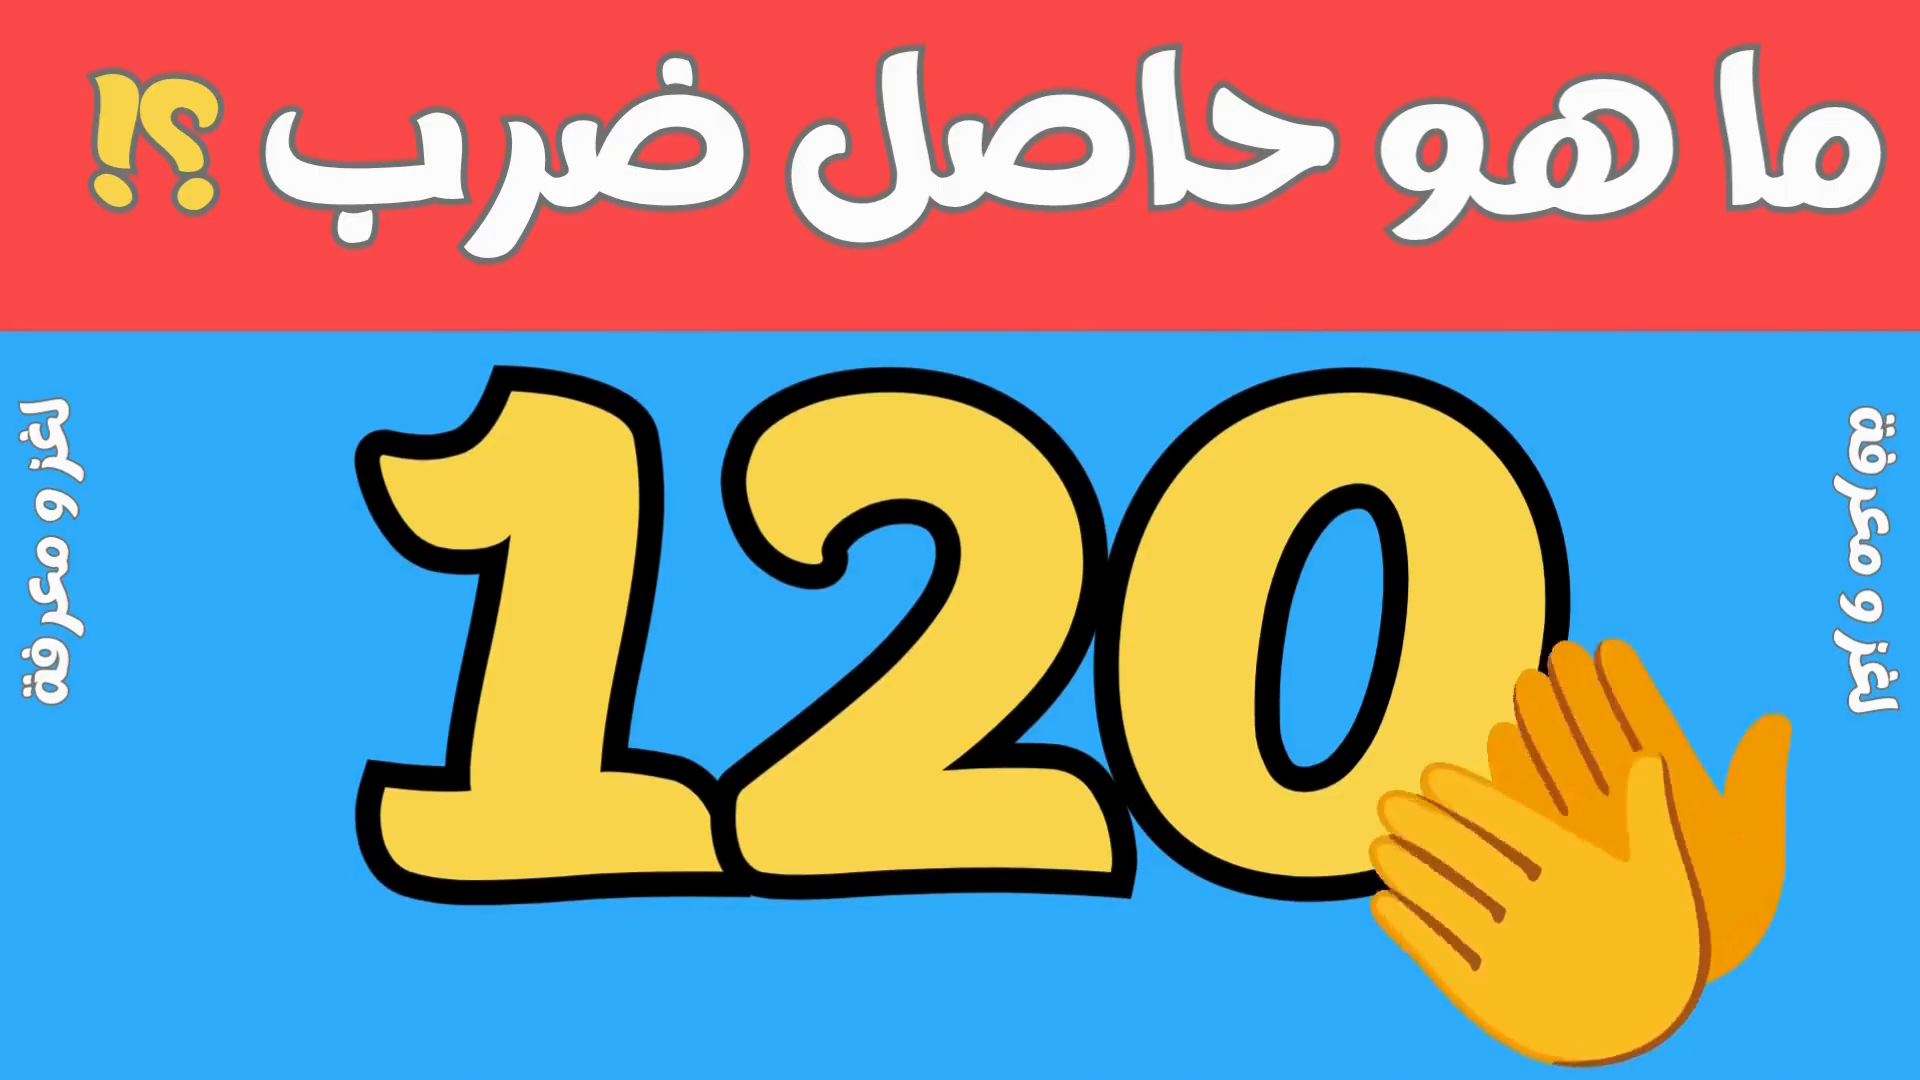 ما هو حاصل ضرب ؟!
120
لغز و معرفة
لغز و معرفة